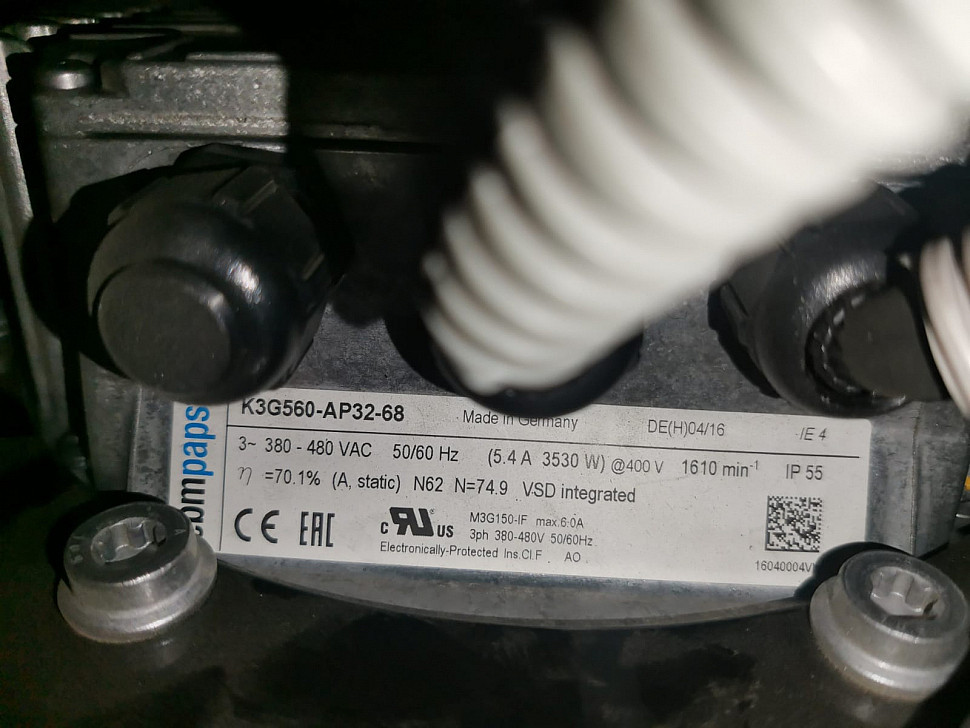 K3G560-AP32-68 Made in Germany DE(H)04/16 IE 4
3~ 380 - 480 VAC 50/60 Hz (5.4 A 3530 W) @400 V 1610 min⁻¹ IP 55
η =70.1% (A, static) N62 N=74.9 VSD integrated
CE EAC c RU US M3G150-IF max.6.0A
3ph 380-480V 50/60Hz
Electronically-Protected Ins.Cl.F AO